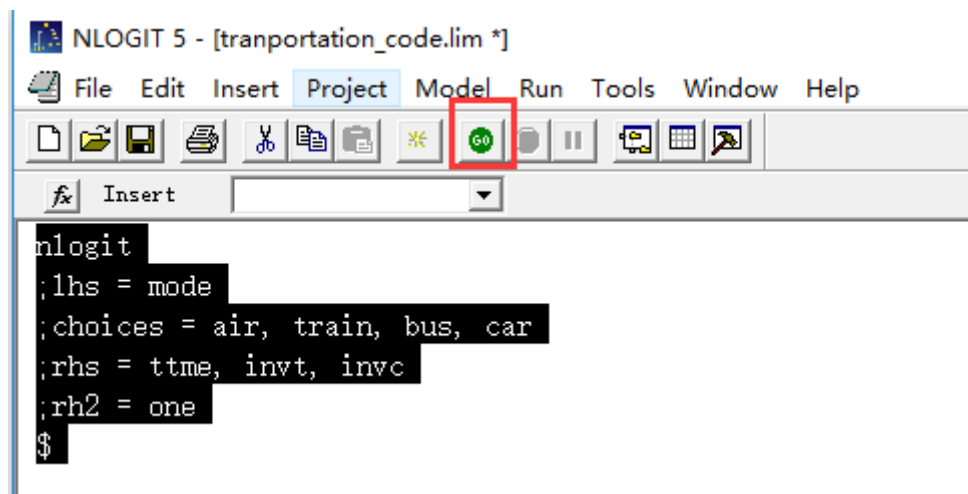 NLOGIT 5 - [tranportation_code.lim *]
File Edit Insert Project Model Run Tools Window Help
GO
fx Insert
nlogit
;lhs = mode
;choices = air, train, bus, car
;rhs = ttme, invt, invc
;rh2 = one
$